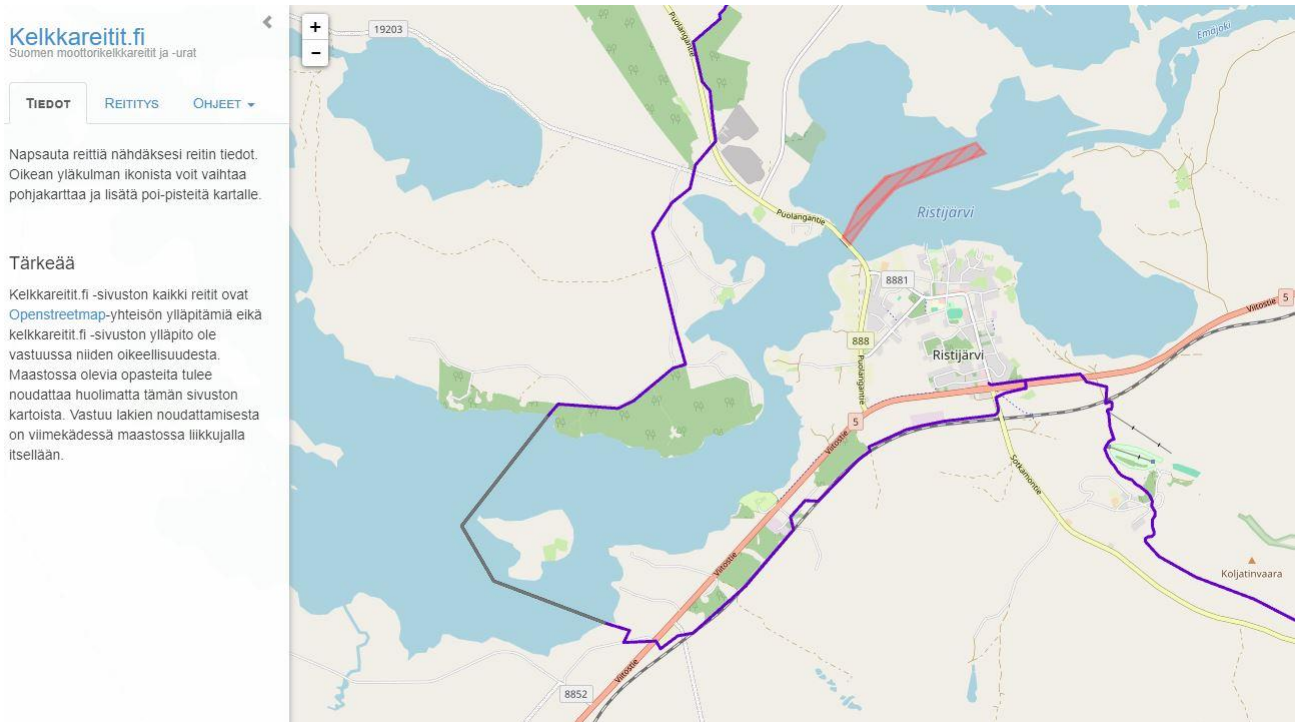 Kelkkareitit.fi
Suomen moottorikelkkareitit ja -urat
TIEDOT
REITITYS
OHJEET
Napsauta reittiä nähdäksesi reitin tiedot.
Oikean yläkulman ikonista voit vaihtaa
pohjakarttaa ja lisätä poi-pisteitä kartalle.
Tärkeää
Kelkkareitit.fi -sivuston kaikki reitit ovat
Openstreetmap-yhteisön ylläpitämiä eikä
kelkkareitit.fi -sivuston ylläpito ole
vastuussa niiden oikeellisuudesta.
Maastossa olevia opasteita tulee
noudattaa huolimatta tämän sivuston
kartoista. Vastuu lakien noudattamisesta
on viimekädessä maastossa liikkujalla
itsellään.
+
−
19203
Puolangantie
Emäjoki
Puolangantie
Ristijärvi
8881
5
Viitostie
888
Ristijärvi
Puolangantie
5
Viitostie
Sotkamontie
Viitostie
Koljatinvaara
Viitostie
8852